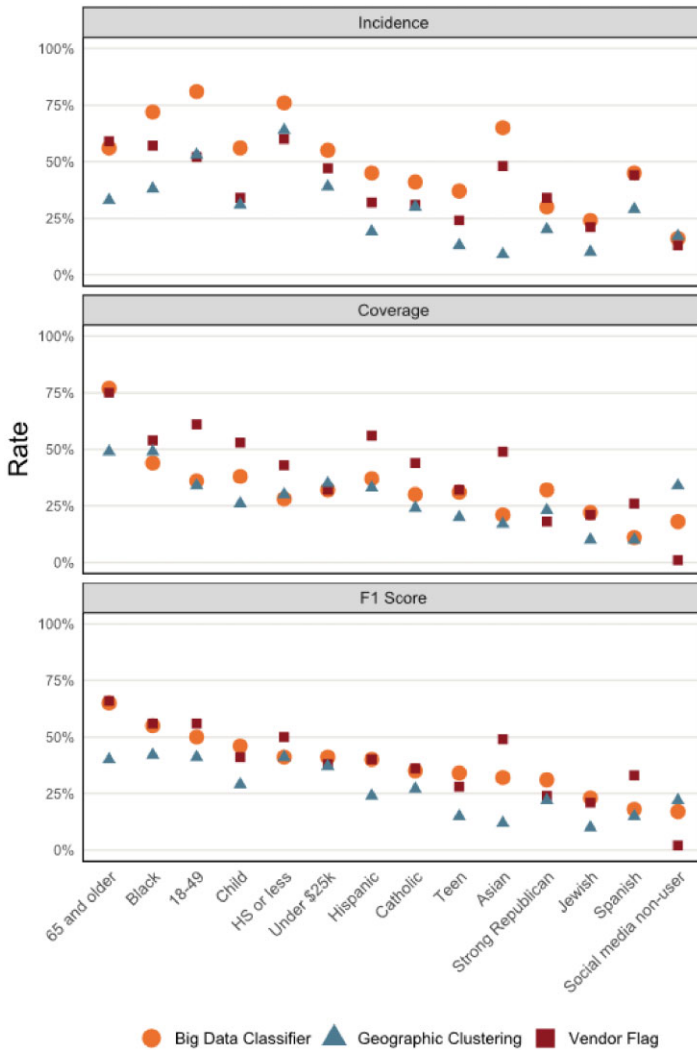 Incidence
100%
75%
50%
25%
0%
Coverage
100%
75%
50%
25%
0%
Rate
F1 Score
100%
75%
50%
25%
0%
65 and older
Black
18-49
Child
HS or less
Under $25k
Hispanic
Catholic
Teen
Asian
Strong Republican
Jewish
Spanish
Social media non-user
Big Data Classifier Geographic Clustering Vendor Flag